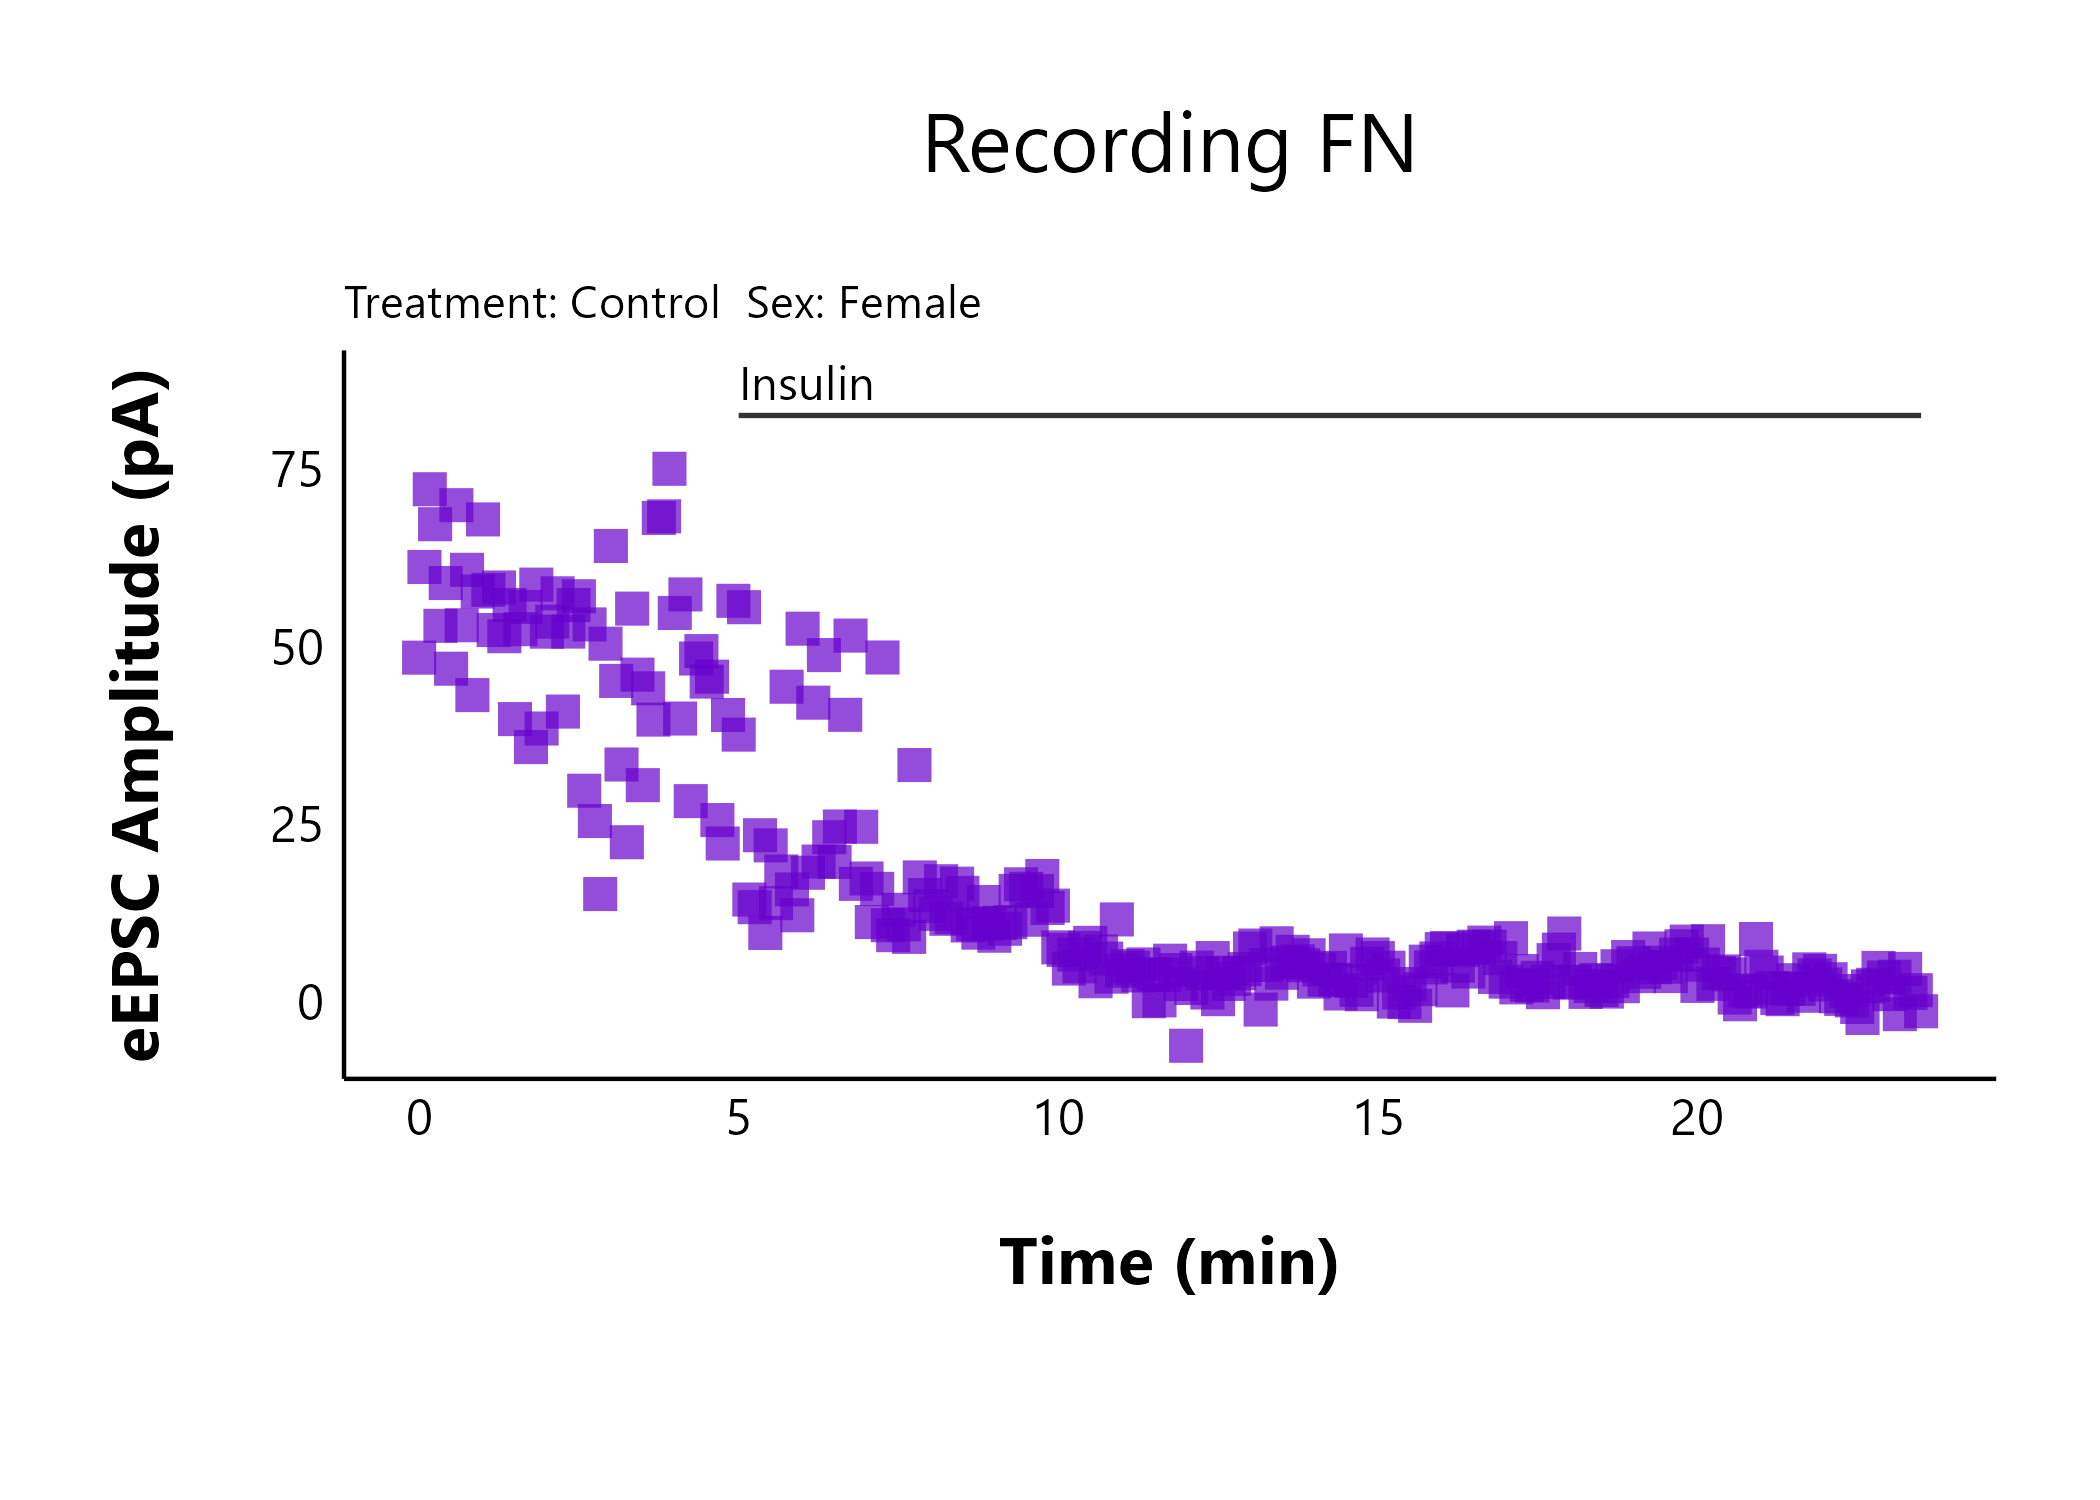 Recording FN
Treatment: Control  Sex: Female
Insulin
eEPSC Amplitude (pA)
75
50
25
0
0 5 10 15 20
Time (min)